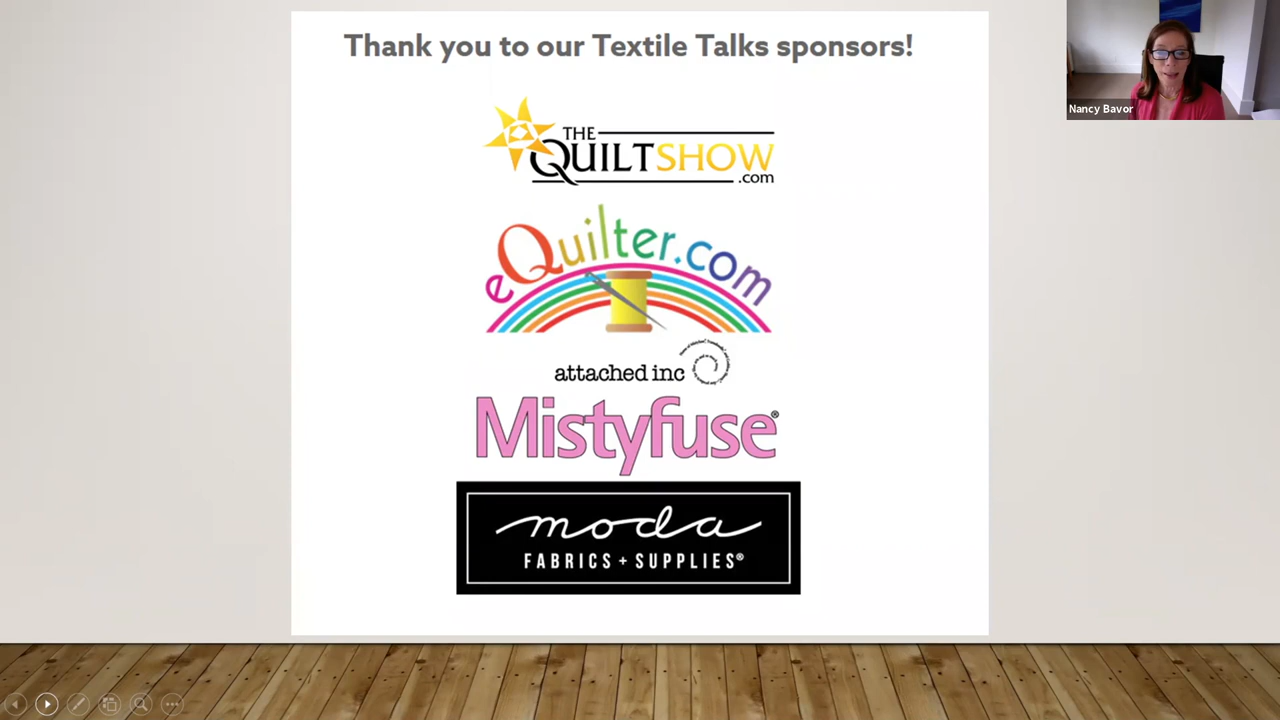 Thank you to our Textile Talks sponsors!
Nancy Bavor
THE
QUILTSHOW
.com
eQuilter.com
attached inc
Mistyfuse®
moda
FABRICS + SUPPLIES®